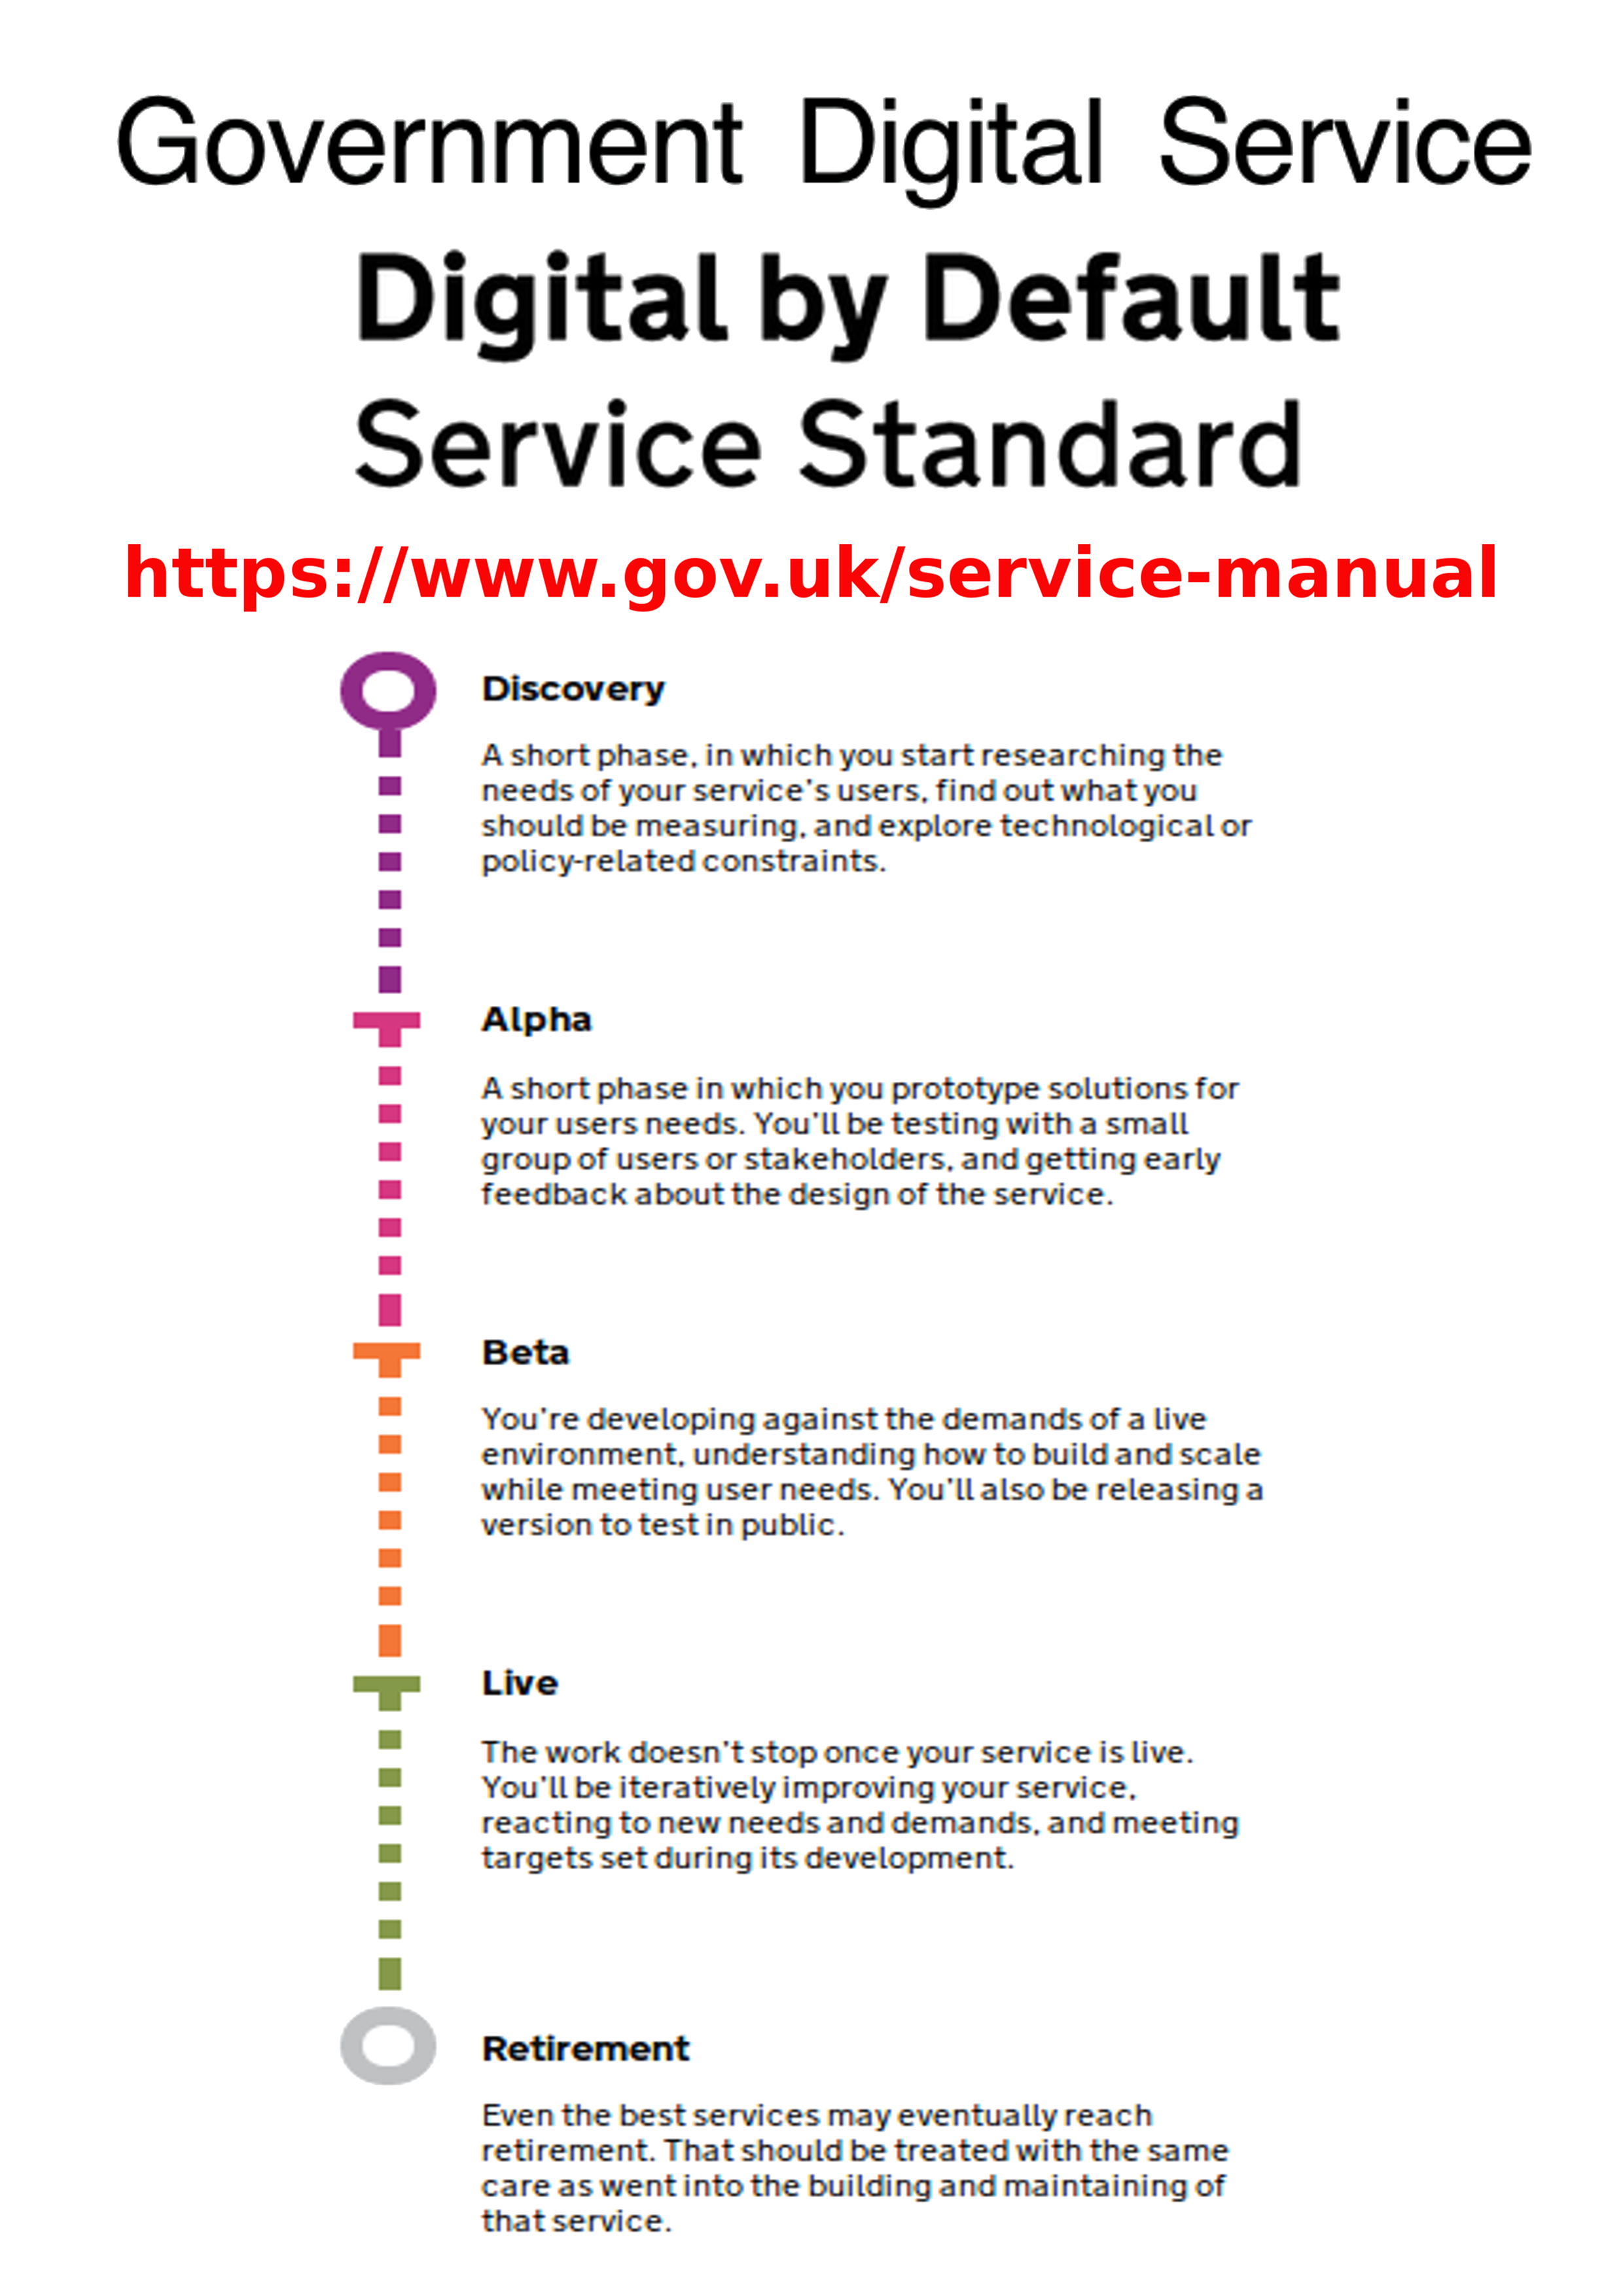 Government Digital Service
Digital by Default
Service Standard
https://www.gov.uk/service-manual
Discovery
A short phase, in which you start researching the
needs of your service's users, find out what you
should be measuring, and explore technological or
policy-related constraints.
Alpha
A short phase in which you prototype solutions for
your users needs. You'll be testing with a small
group of users or stakeholders, and getting early
feedback about the design of the service.
Beta
You're developing against the demands of a live
environment, understanding how to build and scale
while meeting user needs. You'll also be releasing a
version to test in public.
Live
The work doesn't stop once your service is live.
You'll be iteratively improving your service,
reacting to new needs and demands, and meeting
targets set during its development.
Retirement
Even the best services may eventually reach
retirement. That should be treated with the same
care as went into the building and maintaining of
that service.